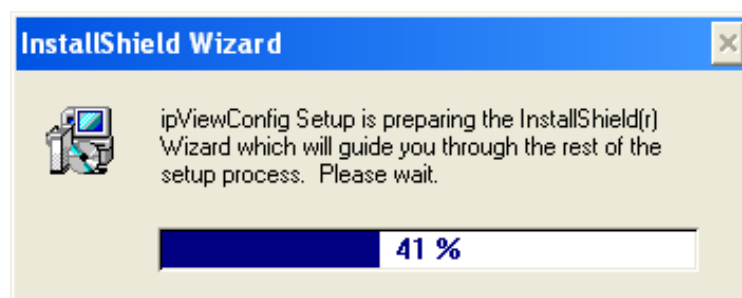 InstallShield Wizard
ipViewConfig Setup is preparing the InstallShield(r)
Wizard which will guide you through the rest of the
setup process.  Please wait.
41 %